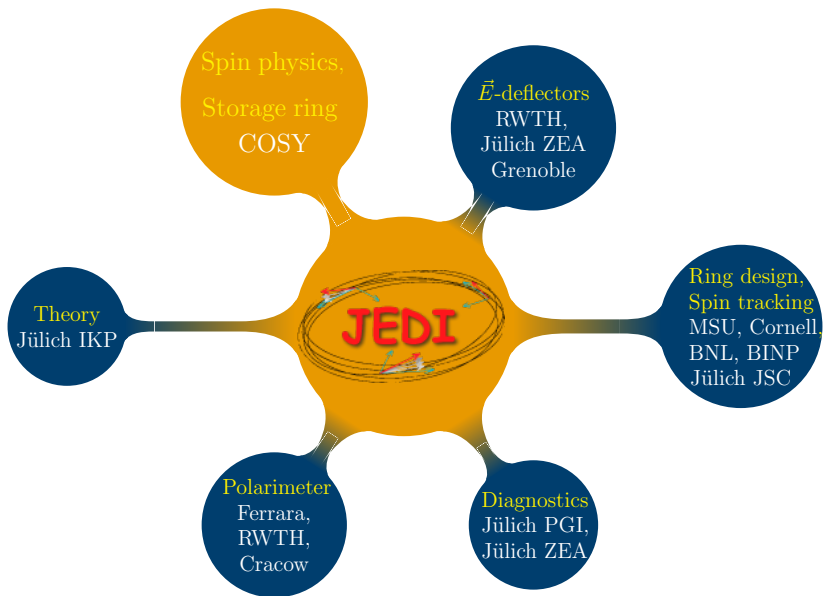 Spin physics,
Storage ring
COSY
E⃗-deflectors
RWTH,
Jülich ZEA
Grenoble
Theory
Jülich IKP
JEDI
Ring design,
Spin tracking
MSU, Cornell,
BNL, BINP
Jülich JSC
Polarimeter
Ferrara,
RWTH,
Cracow
Diagnostics
Jülich PGI,
Jülich ZEA